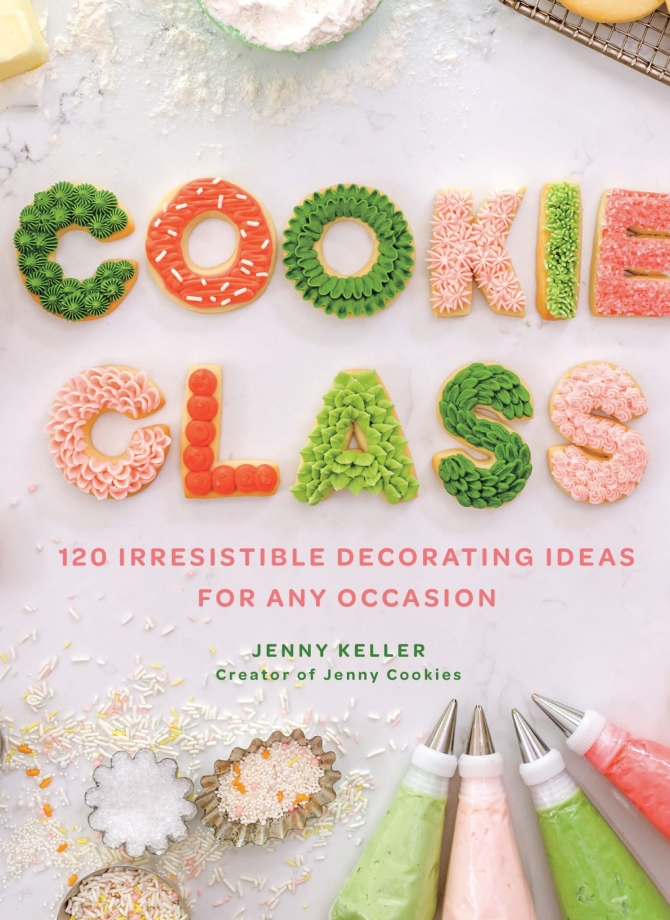 COOKIE
CLASS
120 IRRESISTIBLE DECORATING IDEAS
FOR ANY OCCASION
JENNY KELLER
Creator of Jenny Cookies